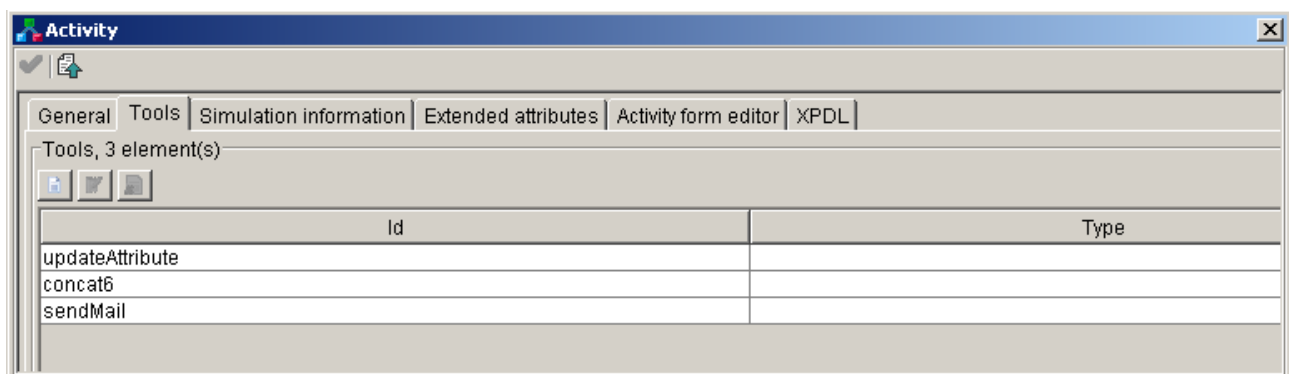 Activity
General Tools Simulation information Extended attributes Activity form editor XPDL
Tools, 3 element(s)
Id Type
updateAttribute
concat6
sendMail